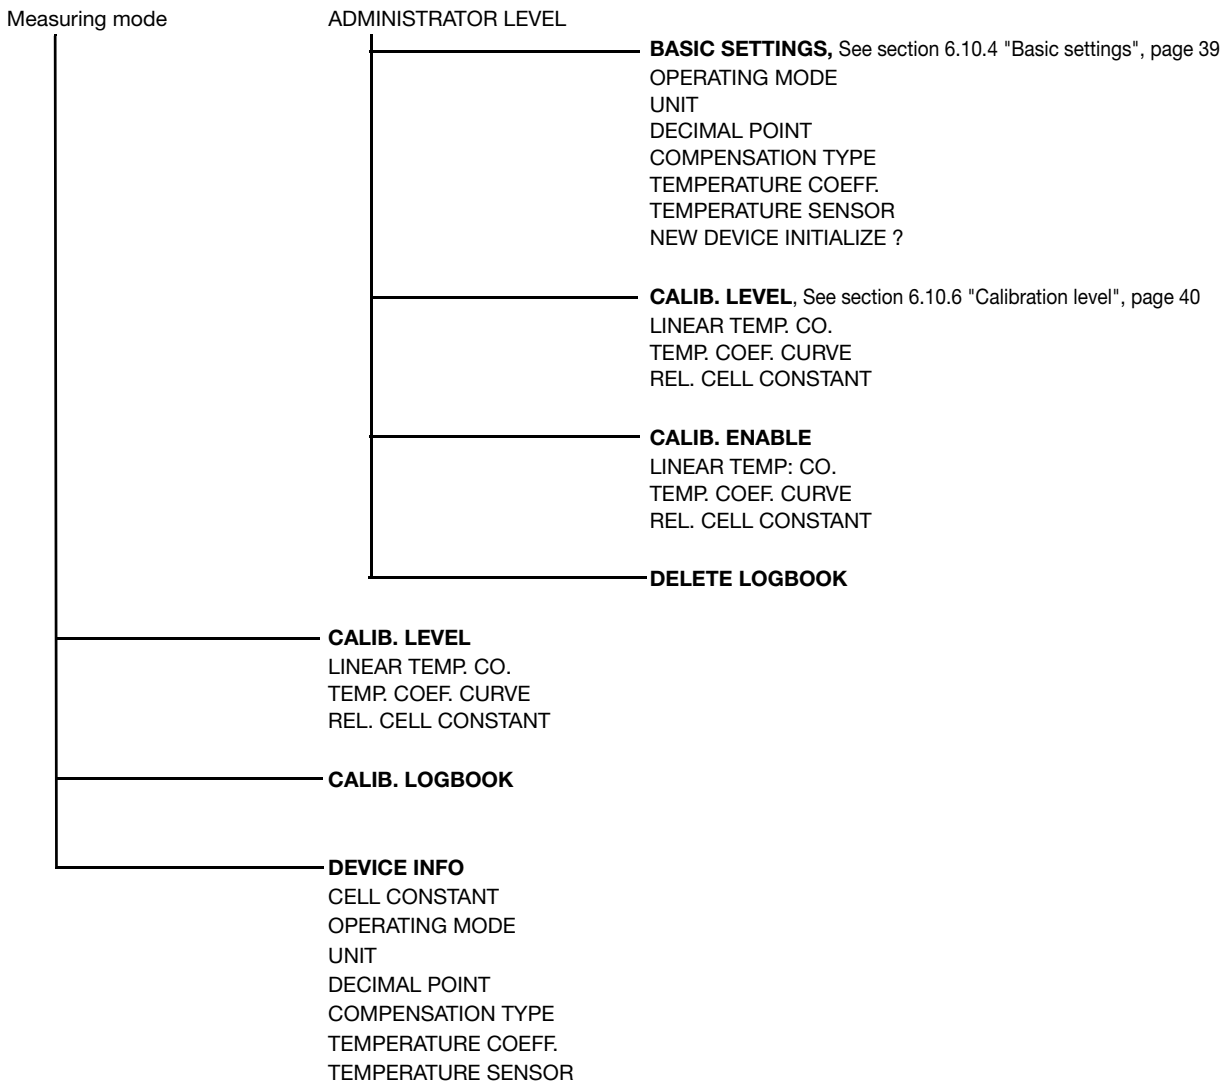 Measuring mode
ADMINISTRATOR LEVEL
BASIC SETTINGS, See section 6.10.4 "Basic settings", page 39
OPERATING MODE
UNIT
DECIMAL POINT
COMPENSATION TYPE
TEMPERATURE COEFF.
TEMPERATURE SENSOR
NEW DEVICE INITIALIZE ?
CALIB. LEVEL, See section 6.10.6 "Calibration level", page 40
LINEAR TEMP. CO.
TEMP. COEF. CURVE
REL. CELL CONSTANT
CALIB. ENABLE
LINEAR TEMP: CO.
TEMP. COEF. CURVE
REL. CELL CONSTANT
DELETE LOGBOOK
CALIB. LEVEL
LINEAR TEMP. CO.
TEMP. COEF. CURVE
REL. CELL CONSTANT
CALIB. LOGBOOK
DEVICE INFO
CELL CONSTANT
OPERATING MODE
UNIT
DECIMAL POINT
COMPENSATION TYPE
TEMPERATURE COEFF.
TEMPERATURE SENSOR